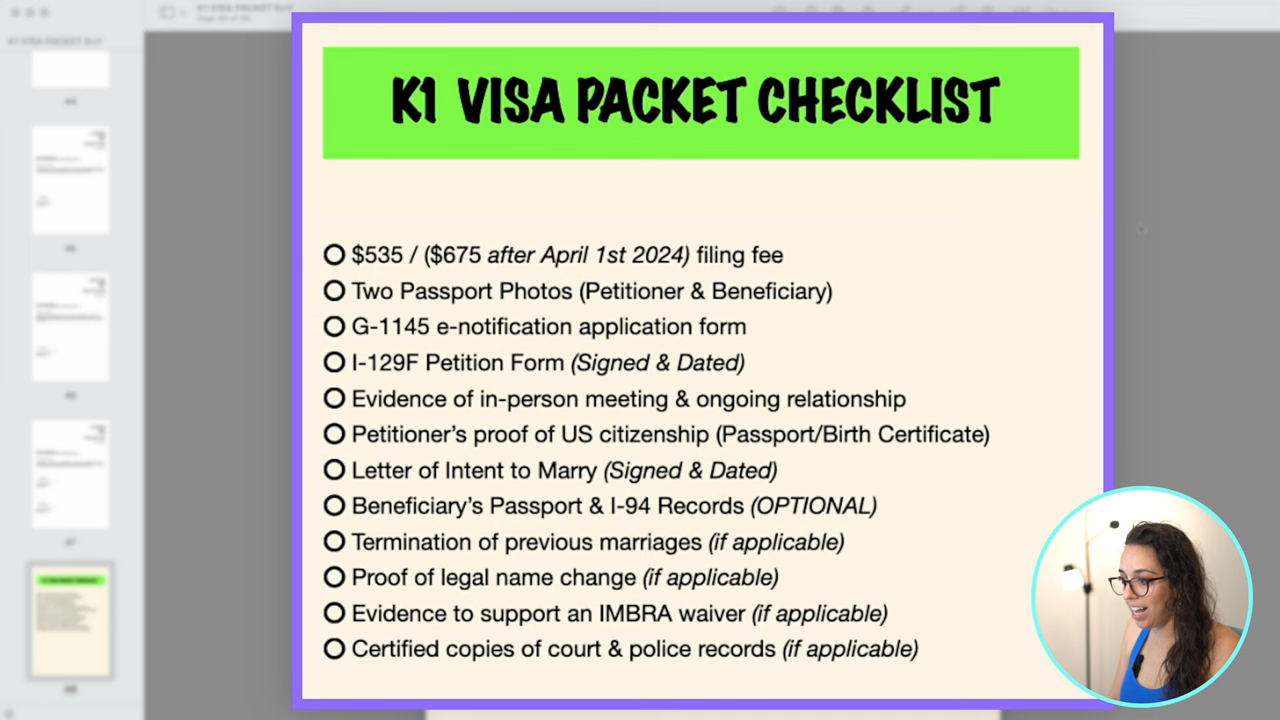 K1 VISA PACKET CHECKLIST
$535 / ($675 after April 1st 2024) filing fee
Two Passport Photos (Petitioner & Beneficiary)
G-1145 e-notification application form
I-129F Petition Form (Signed & Dated)
Evidence of in-person meeting & ongoing relationship
Petitioner's proof of US citizenship (Passport/Birth Certificate)
Letter of Intent to Marry (Signed & Dated)
Beneficiary's Passport & I-94 Records (OPTIONAL)
Termination of previous marriages (if applicable)
Proof of legal name change (if applicable)
Evidence to support an IMBRA waiver (if applicable)
Certified copies of court & police records (if applicable)